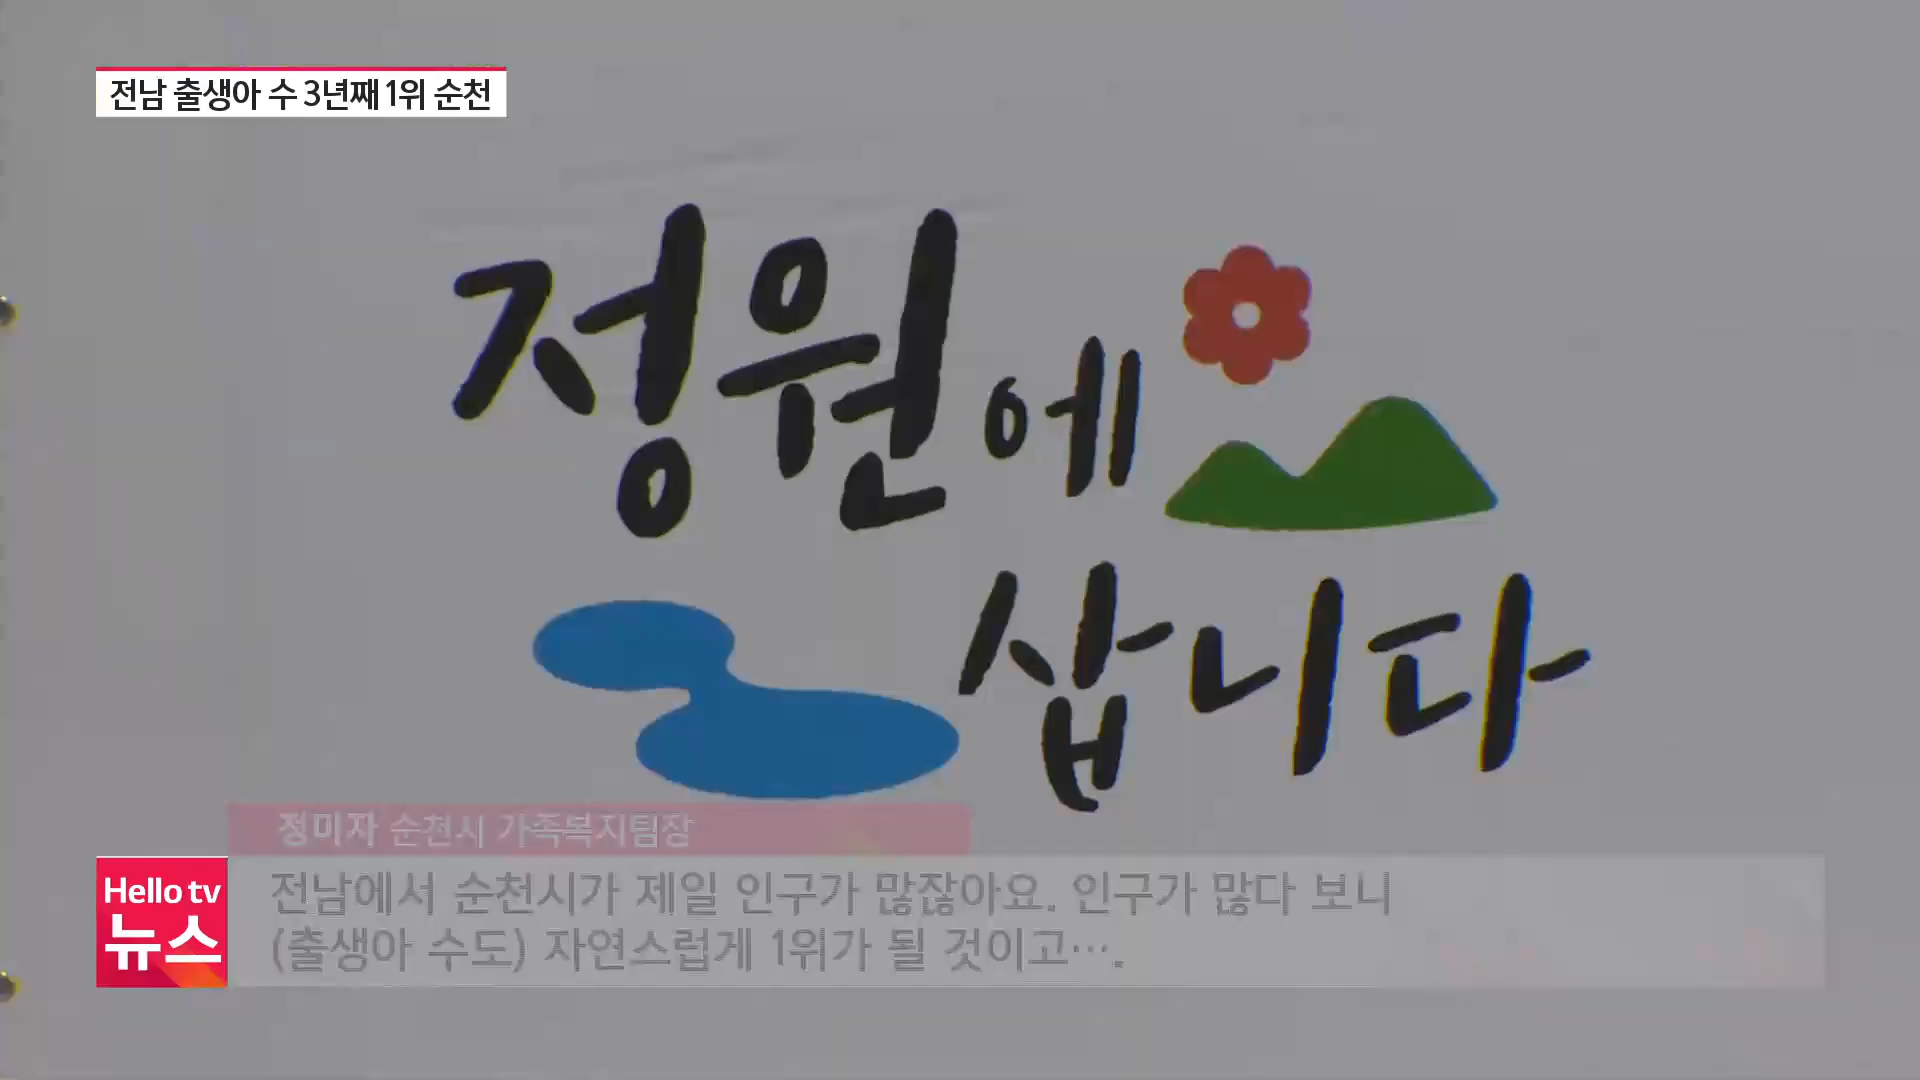 전남 출생아 수 3년째 1위 순천
정원에
삽니다
정미자 순천시 가족복지팀장
Hello tv
뉴스
전남에서 순천시가 제일 인구가 많잖아요. 인구가 많다 보니
(출생아 수도) 자연스럽게 1위가 될 것이고….